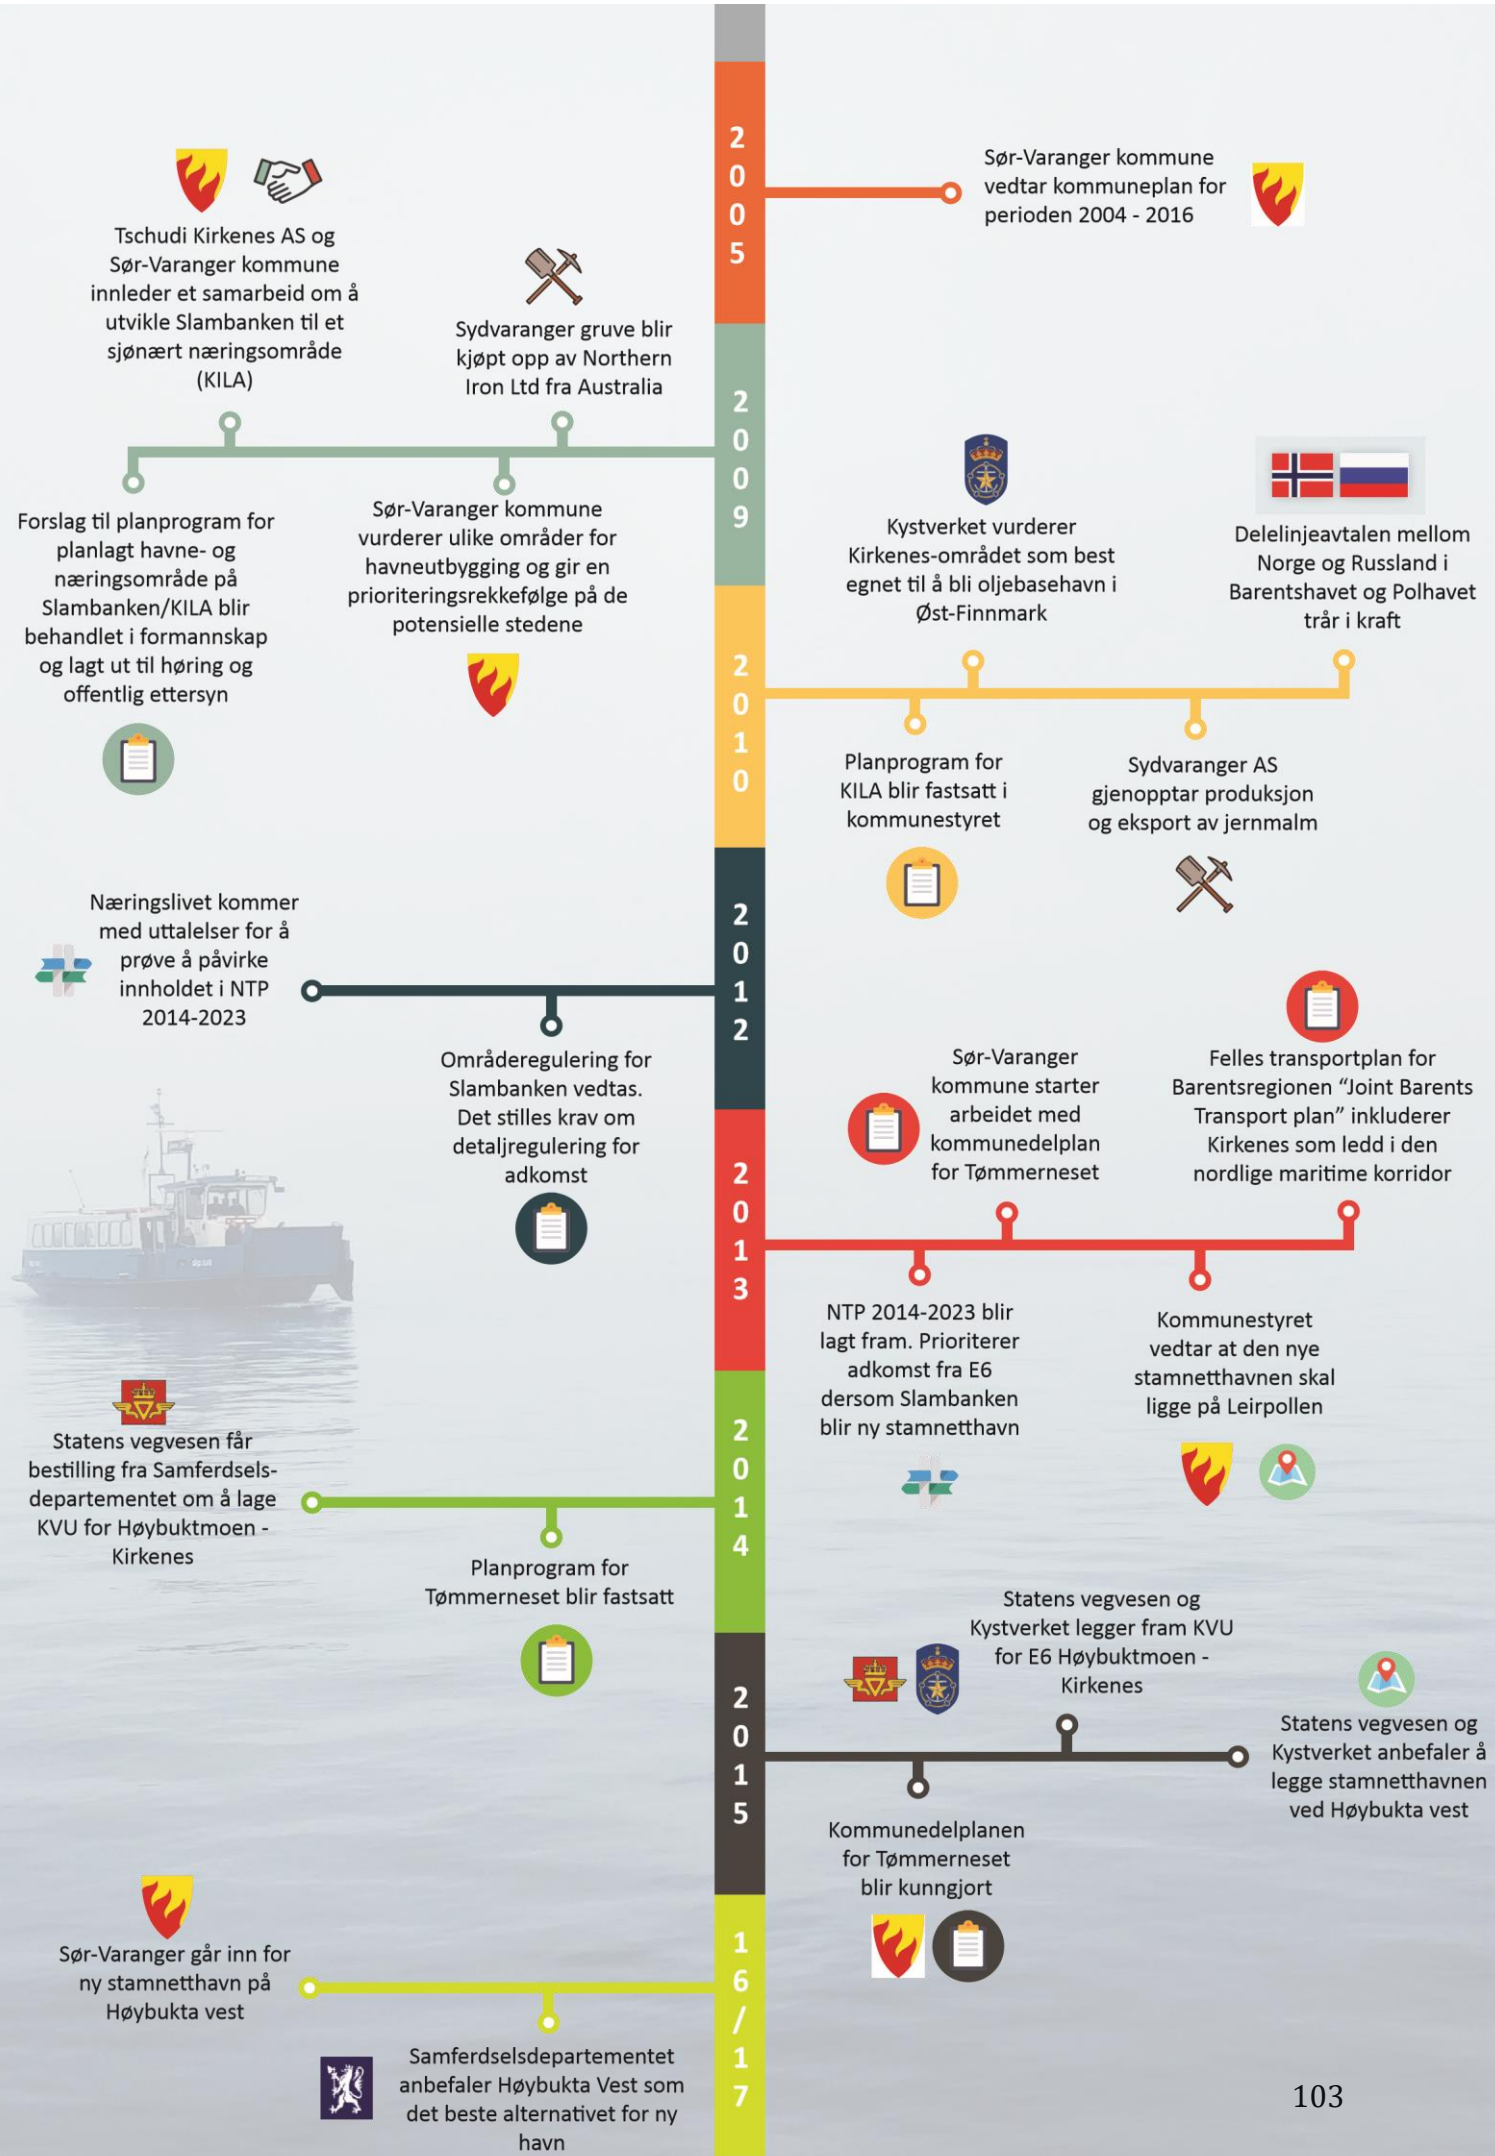 2005
Sør-Varanger kommune
vedtar kommuneplan for
perioden 2004 - 2016
2009
Tschudi Kirkenes AS og
Sør-Varanger kommune
innleder et samarbeid om å
utvikle Slambanken til et
sjønært næringsområde
(KILA)
Sydvaranger gruve blir
kjøpt opp av Northern
Iron Ltd fra Australia
Forslag til planprogram for
planlagt havne- og
næringsområde på
Slambanken/KILA blir
behandlet i formannskap
og lagt ut til høring og
offentlig ettersyn
Sør-Varanger kommune
vurderer ulike områder for
havneutbygging og gir en
prioriteringsrekkefølge på de
potensielle stedene
2010
Kystverket vurderer
Kirkenes-området som best
egnet til å bli oljebasehavn i
Øst-Finnmark
Delelinjeavtalen mellom
Norge og Russland i
Barentshavet og Polhavet
trår i kraft
Planprogram for
KILA blir fastsatt i
kommunestyret
Sydvaranger AS
gjenopptar produksjon
og eksport av jernmalm
2012
Næringslivet kommer
med uttalelser for å
prøve å påvirke
innholdet i NTP
2014-2023
Områderegulering for
Slambanken vedtas.
Det stilles krav om
detaljregulering for
adkomst
2013
Sør-Varanger
kommune starter
arbeidet med
kommunedelplan
for Tømmerneset
Felles transportplan for
Barentsregionen “Joint Barents
Transport plan” inkluderer
Kirkenes som ledd i den
nordlige maritime korridor
NTP 2014-2023 blir
lagt fram. Prioriterer
adkomst fra E6
dersom Slambanken
blir ny stamnetthavn
Kommunestyret
vedtar at den nye
stamnetthavnen skal
ligge på Leirpollen
2014
Statens vegvesen får
bestilling fra Samferdsels-
departementet om å lage
KVU for Høybuktmoen -
Kirkenes
Planprogram for
Tømmerneset blir fastsatt
2015
Statens vegvesen og
Kystverket legger fram KVU
for E6 Høybuktmoen -
Kirkenes
Statens vegvesen og
Kystverket anbefaler å
legge stamnetthavnen
ved Høybukta vest
Kommunedelplanen
for Tømmerneset
blir kunngjort
16/17
Sør-Varanger går inn for
ny stamnetthavn på
Høybukta vest
Samferdselsdepartementet
anbefaler Høybukta Vest som
det beste alternativet for ny
havn
103